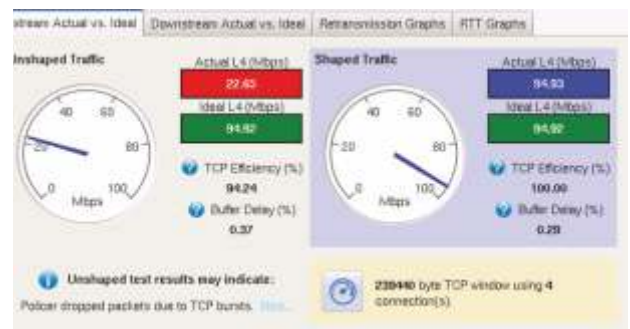 stream Actual vs. Ideal
Downstream Actual vs. Ideal
Retransmission Graphs
RTT Graphs
Unshaped Traffic
Actual L4 (Mbps)
22.63
Ideal L4 (Mbps)
94.92
TCP Efficiency (%)
94.24
Buffer Delay (%)
0.37
0
20
40
60
80
100
Mbps
Shaped Traffic
Actual L4 (Mbps)
94.93
Ideal L4 (Mbps)
94.92
TCP Efficiency (%)
100.00
Buffer Delay (%)
0.29
0
20
40
60
80
100
Mbps
Unshaped test results may indicate:
Policer dropped packets due to TCP bursts.
byte TCP window using 4
connection(s)